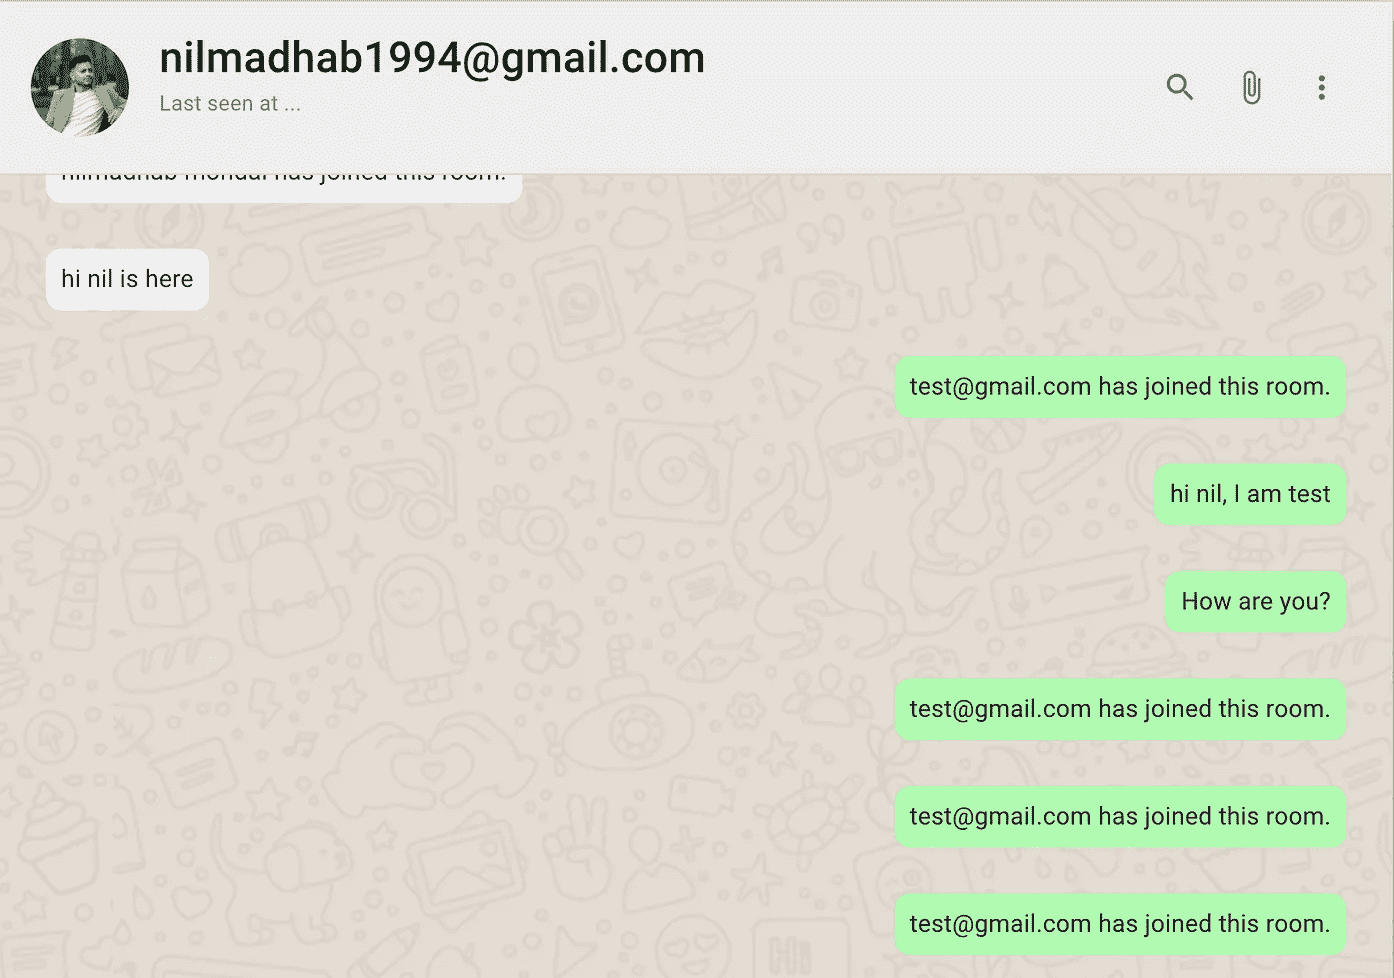 nilmadhab1994@gmail.com
Last seen at ...
nilmadhab mondal has joined this room.
hi nil is here
test@gmail.com has joined this room.
hi nil, I am test
How are you?
test@gmail.com has joined this room.
test@gmail.com has joined this room.
test@gmail.com has joined this room.